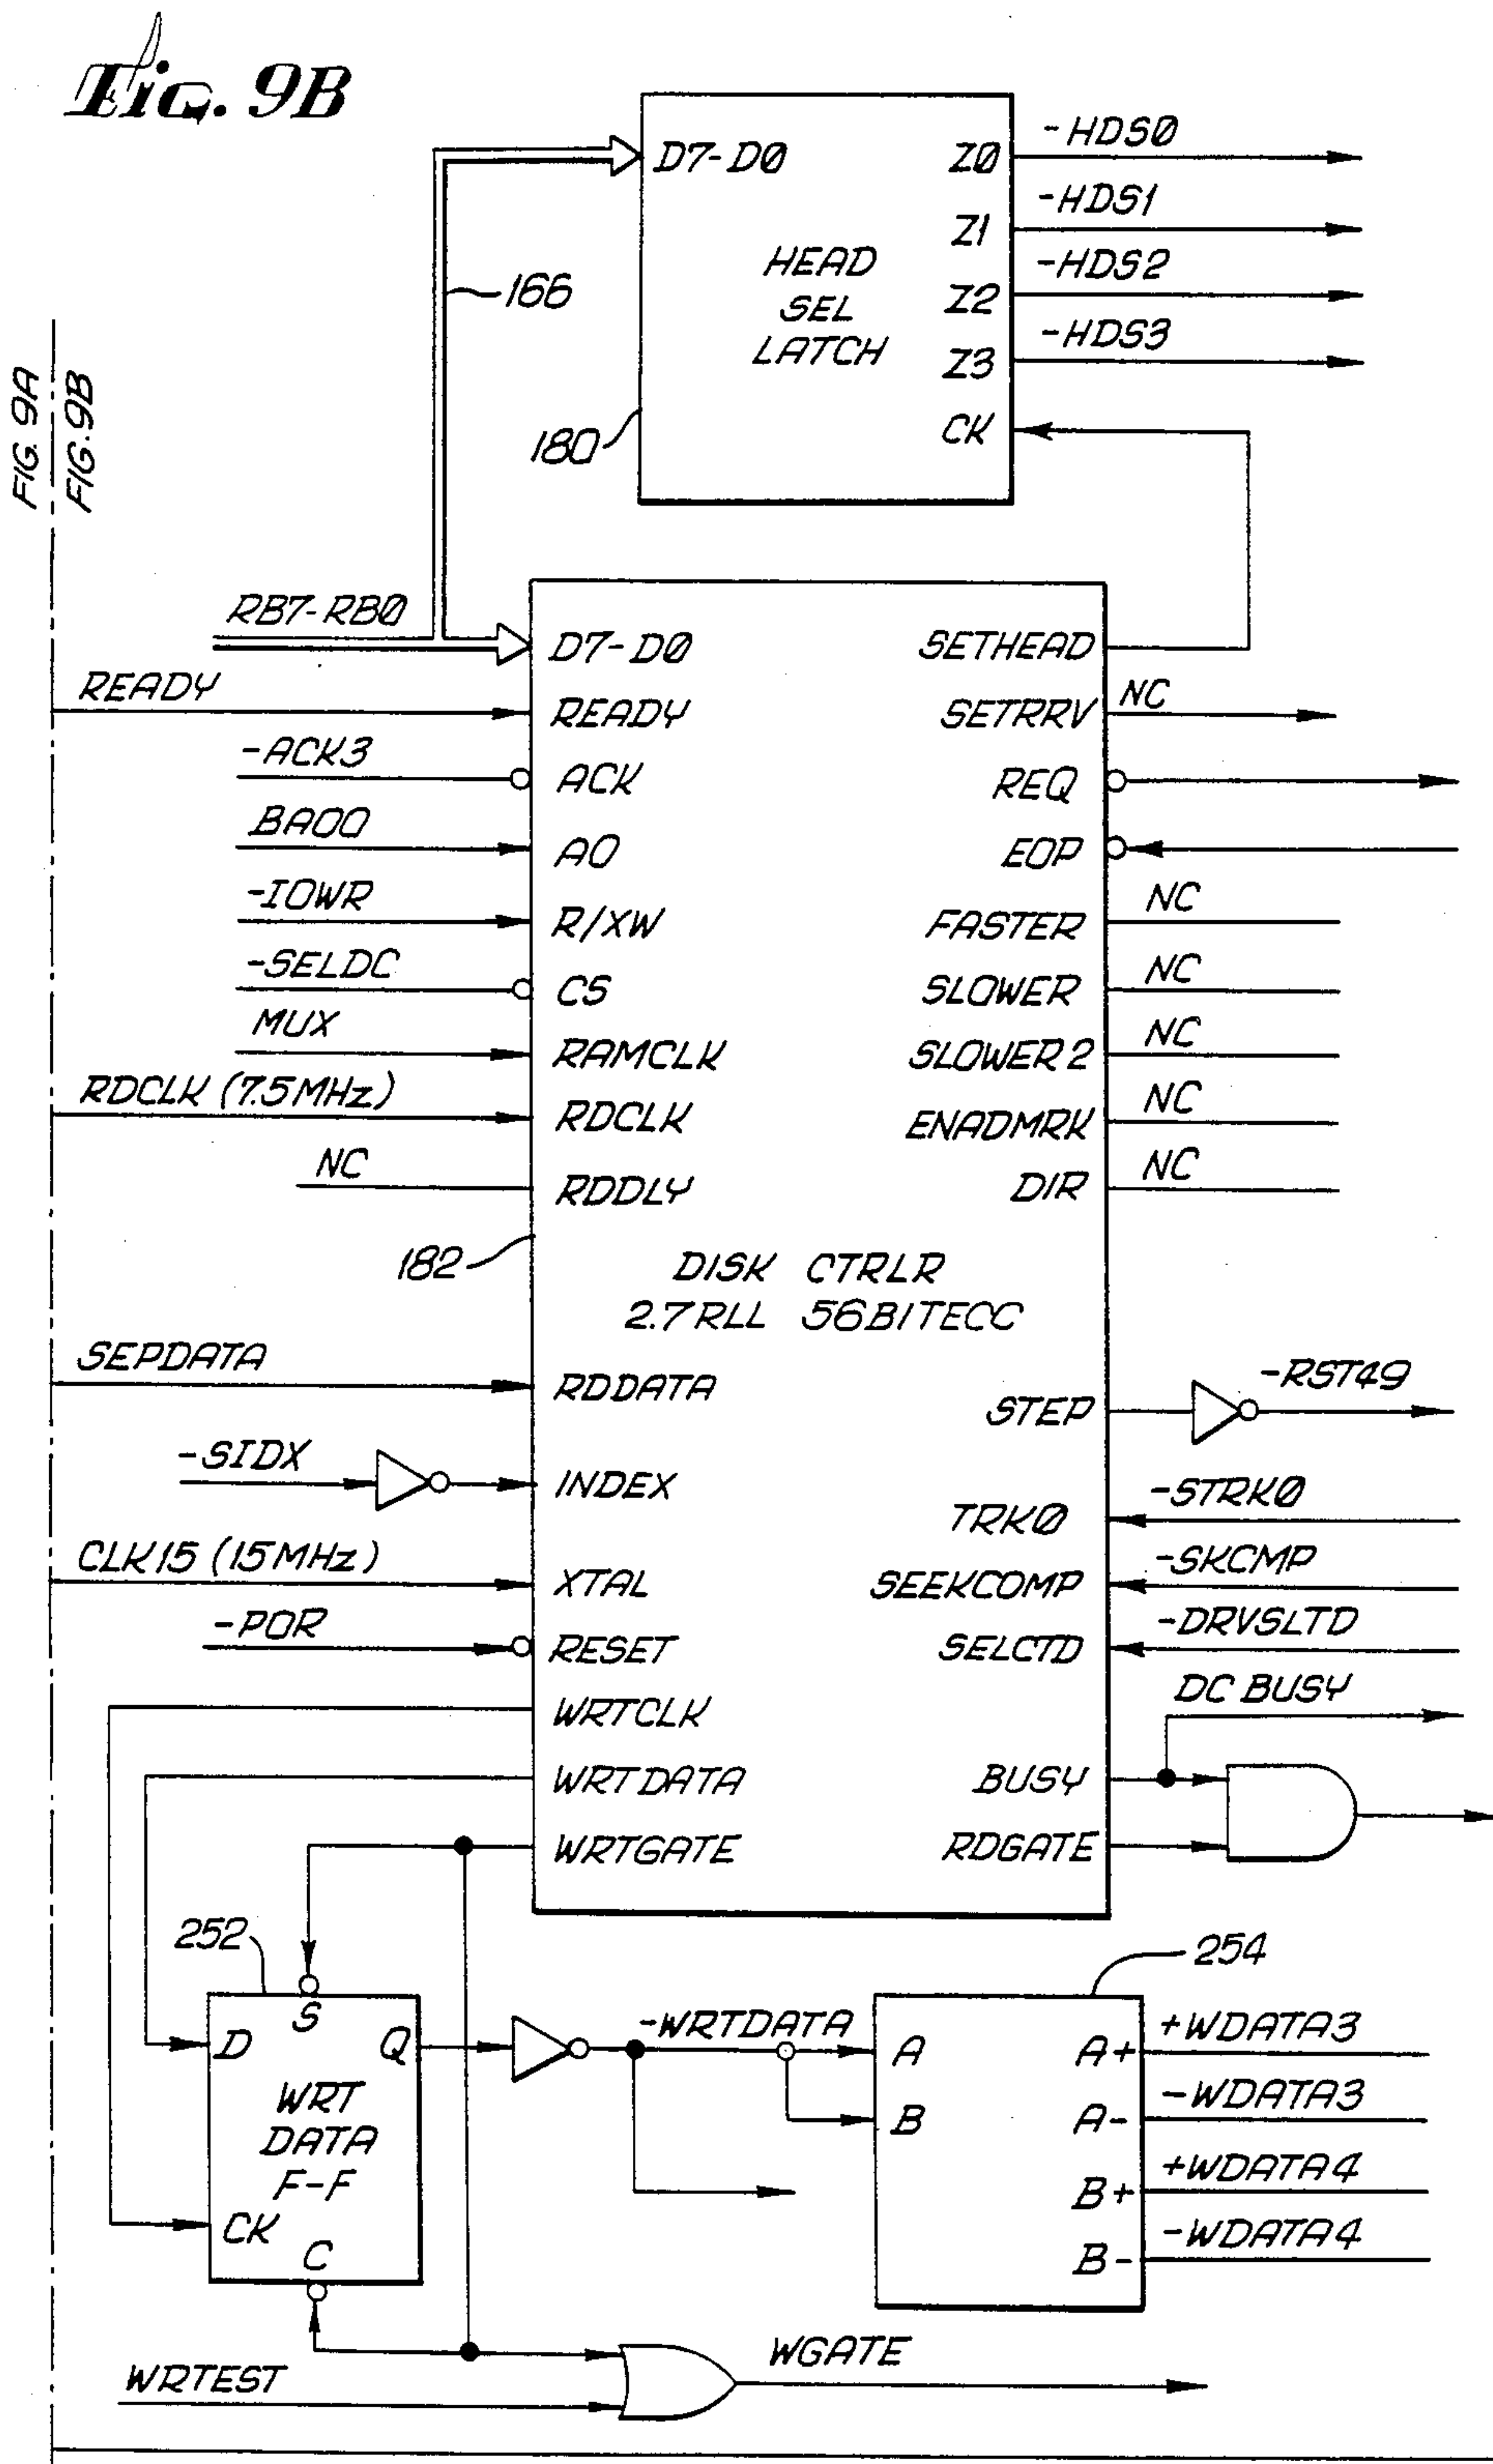 Fig. 9B
FIG. 9A
FIG. 9B
D7-D0
HEAD
SEL
LATCH
Z0
Z1
Z2
Z3
CK
-HDS0
-HDS1
-HDS2
-HDS3
166
180
RB7-RB0
READY
-ACK3
BA00
-IOWR
-SELDC
MUX
RDCLK (7.5MHz)
NC
182
SEPDATA
-SIDX
CLK15 (15MHz)
-POR
D7-D0
READY
ACK
A0
R/XW
CS
RAMCLK
RDCLK
RDDLY
DISK CTRLR
2.7RLL 56BITECC
RDDATA
INDEX
XTAL
RESET
WRTCLK
WRTDATA
WRTGATE
SETHEAD
SETRRV
REQ
EOP
FASTER
SLOWER
SLOWER2
ENADMRK
DIR
STEP
TRK0
SEEKCOMP
SELCTD
BUSY
RDGATE
NC
NC
NC
NC
NC
NC
-RST49
-STRK0
-SKCMP
-DRVSLTD
DC BUSY
252
S
D
Q
WRT
DATA
F-F
CK
C
-WRTDATA
254
A
B
A+
A-
B+
B-
+WDATA3
-WDATA3
+WDATA4
-WDATA4
WRTEST
WGATE